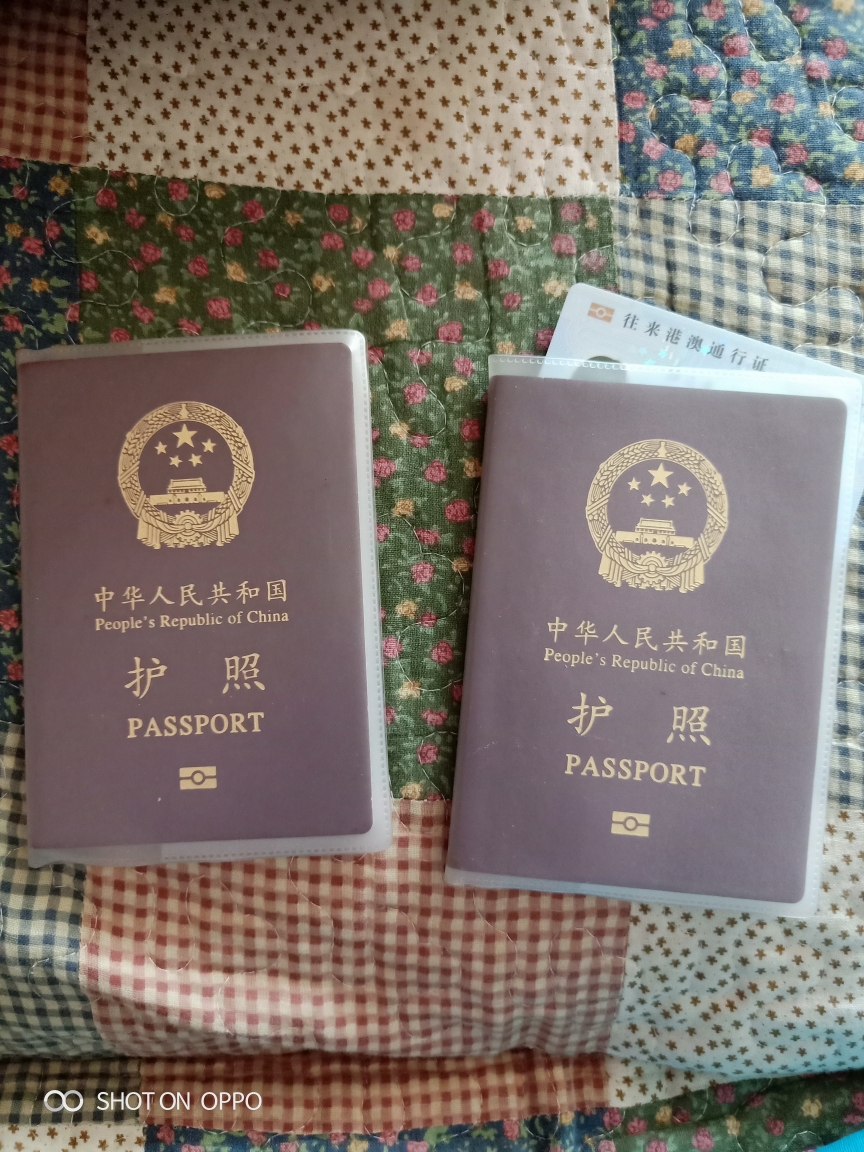 中华人民共和国
People's Republic of China
护照
PASSPORT
往来港澳通行证
中华人民共和国
People's Republic of China
护照
PASSPORT
SHOT ON OPPO